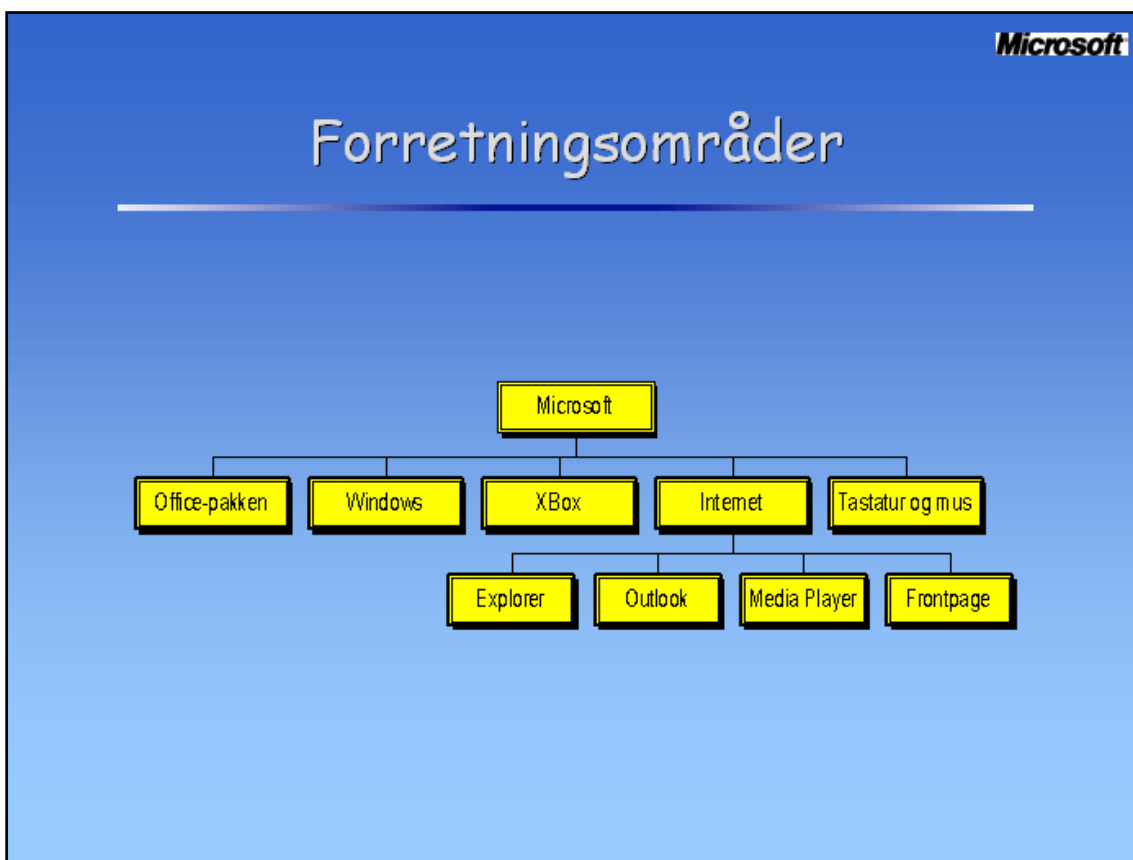 Microsoft
Forretningsområder
Microsoft
Office-pakken
Windows
XBox
Internet
Tastatur og mus
Explorer
Outlook
Media Player
Frontpage